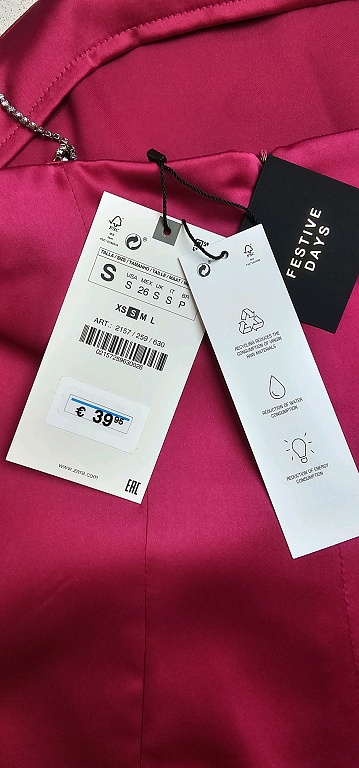 FSC
TALLA / SIZE / TAMANHO / TAILLE / MAAT /
USA MEX UK IT BR
S S 26 S S P
XS S M L
ART.: 2157 / 259 / 630
€ 39 95
www.zara.com
EAC
FSC
RECYCLING REDUCES THE
CONSUMPTION OF VIRGIN
RAW MATERIALS
REDUCTION OF WATER
CONSUMPTION
REDUCTION OF ENERGY
CONSUMPTION
FESTIVE
DAYS